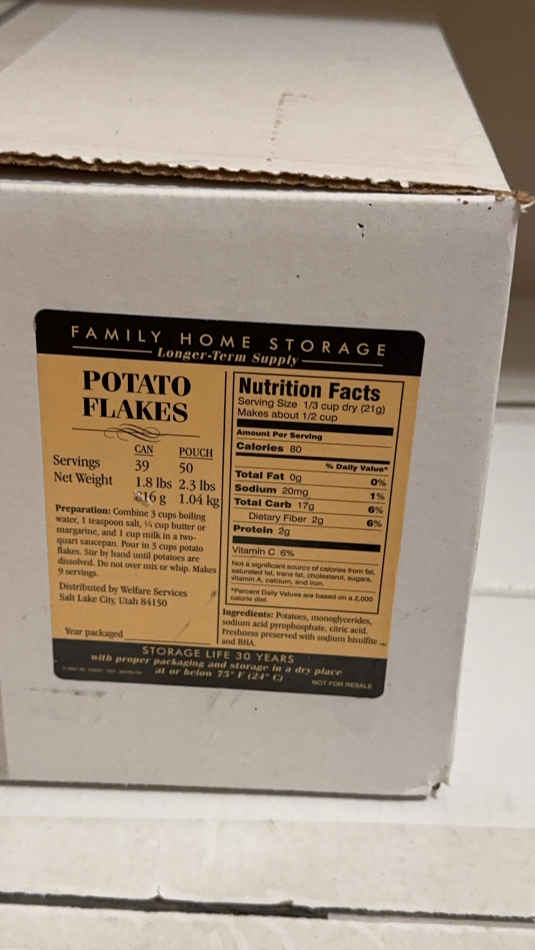 FAMILY HOME STORAGE
Longer-Term Supply
POTATO
FLAKES
CAN POUCH
Servings 39 50
Net Weight 1.8 lbs 2.3 lbs
816 g 1.04 kg
Preparation: Combine 3 cups boiling
water, 1 teaspoon salt, ¼ cup butter or
margarine, and 1 cup milk in a two-
quart saucepan. Pour in 3 cups potato
flakes. Stir by hand until potatoes are
dissolved. Do not over mix or whip. Makes
9 servings.
Distributed by Welfare Services
Salt Lake City, Utah 84150
Year packaged
Nutrition Facts
Serving Size 1/3 cup dry (21g)
Makes about 1/2 cup
Amount Per Serving
Calories 80
% Daily Value*
Total Fat 0g 0%
Sodium 20mg 1%
Total Carb 17g 6%
Dietary Fiber 2g 6%
Protein 2g
Vitamin C 6%
Not a significant source of calories from fat,
saturated fat, trans fat, cholesterol, sugars,
vitamin A, calcium, and iron.
*Percent Daily Values are based on a 2,000
calorie diet.
Ingredients: Potatoes, monoglycerides,
sodium acid pyrophosphate, citric acid.
Freshness preserved with sodium bisulfite
and BHA.
STORAGE LIFE 30 YEARS
with proper packaging and storage in a dry place
at or below 75° F (24° C)
NOT FOR RESALE